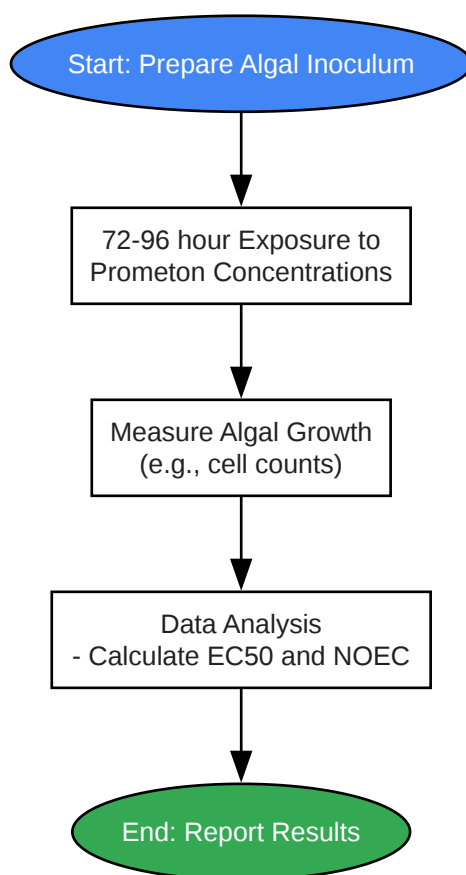 Start: Prepare Algal Inoculum
72-96 hour Exposure to
Prometon Concentrations
Measure Algal Growth
(e.g., cell counts)
Data Analysis
- Calculate EC50 and NOEC
End: Report Results